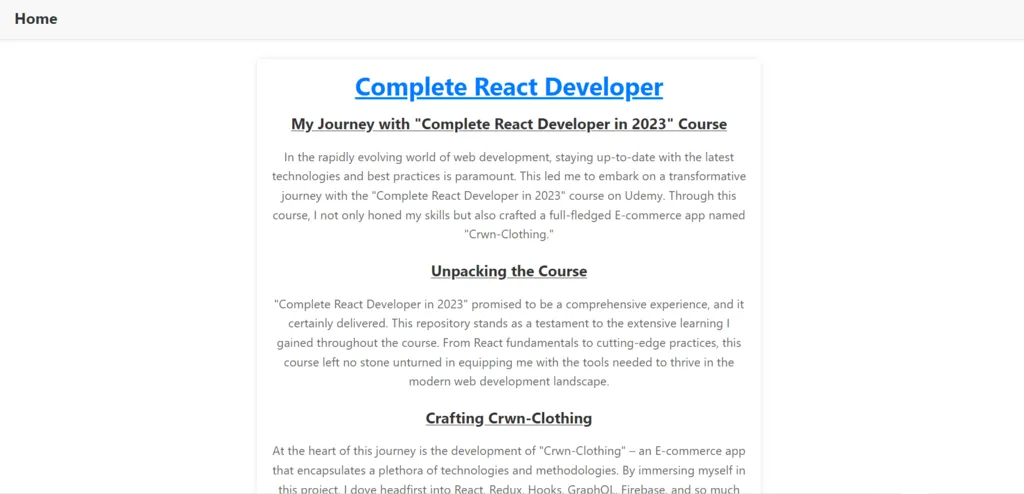 Home
Complete React Developer
My Journey with "Complete React Developer in 2023" Course
In the rapidly evolving world of web development, staying up-to-date with the latest
technologies and best practices is paramount. This led me to embark on a transformative
journey with the "Complete React Developer in 2023" course on Udemy. Through this
course, I not only honed my skills but also crafted a full-fledged E-commerce app named
"Crwn-Clothing."
Unpacking the Course
"Complete React Developer in 2023" promised to be a comprehensive experience, and it
certainly delivered. This repository stands as a testament to the extensive learning I
gained throughout the course. From React fundamentals to cutting-edge practices, this
course left no stone unturned in equipping me with the tools needed to thrive in the
modern web development landscape.
Crafting Crwn-Clothing
At the heart of this journey is the development of "Crwn-Clothing" – an E-commerce app
that encapsulates a plethora of technologies and methodologies. By immersing myself in
this project, I dove headfirst into React, Redux, Hooks, GraphQL, Firebase, and so much